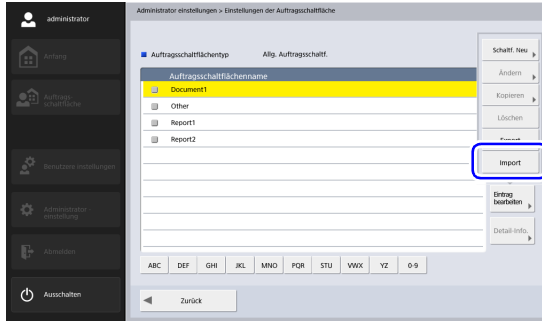 administrator
Administrator einstellungen > Einstellungen der Auftragsschaltfläche
Anfang
Auftrags-
schaltfläche
Benutzerei nstellungen
Administrator-
einstellung
Abmelden
Ausschalten
Auftragsschaltflächentyp Allg. Auftragsschaltf.
Auftragsschaltflächenname
Document1
Other
Report1
Report2
ABC DEF GHI JKL MNO PQR STU VWX YZ 0-9
Zurück
Schaltf. Neu
Ändern
Kopieren
Löschen
Export
Import
Eintrag
bearbeiten
Detail-Info.